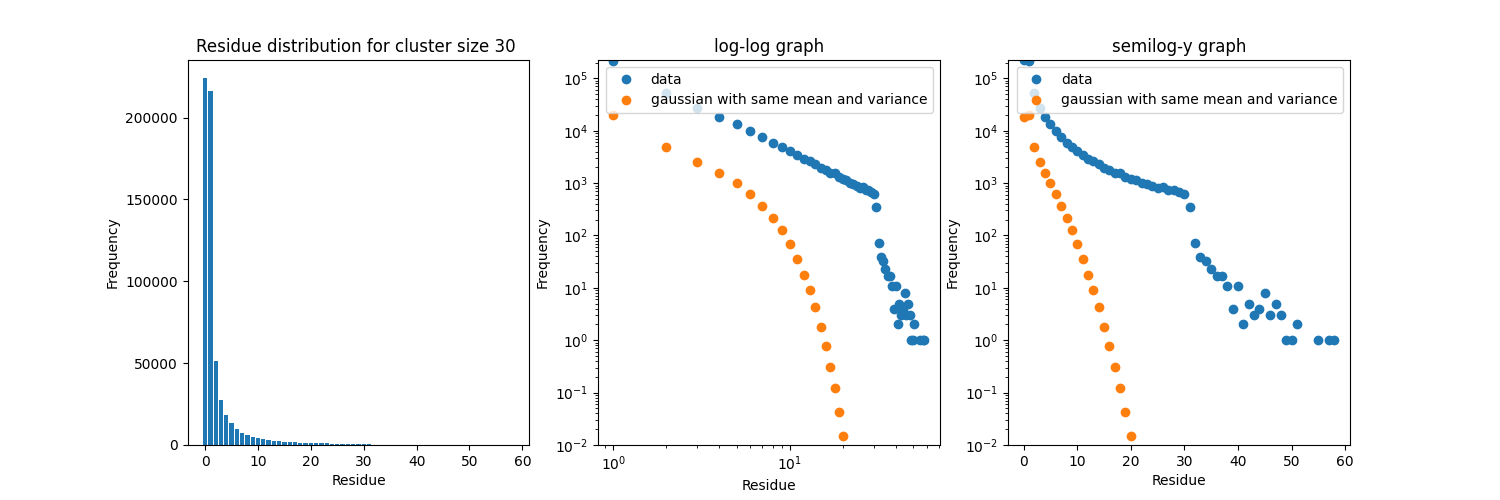 Residue distribution for cluster size 30
200000
150000
100000
50000
0
Frequency
0 10 20 30 40 50 60
Residue
log-log graph
data
gaussian with same mean and variance
10^5
10^4
10^3
10^2
10^1
10^0
10^-1
10^-2
Frequency
10^0 10^1
Residue
semilog-y graph
data
gaussian with same mean and variance
10^5
10^4
10^3
10^2
10^1
10^0
10^-1
10^-2
Frequency
0 10 20 30 40 50 60
Residue